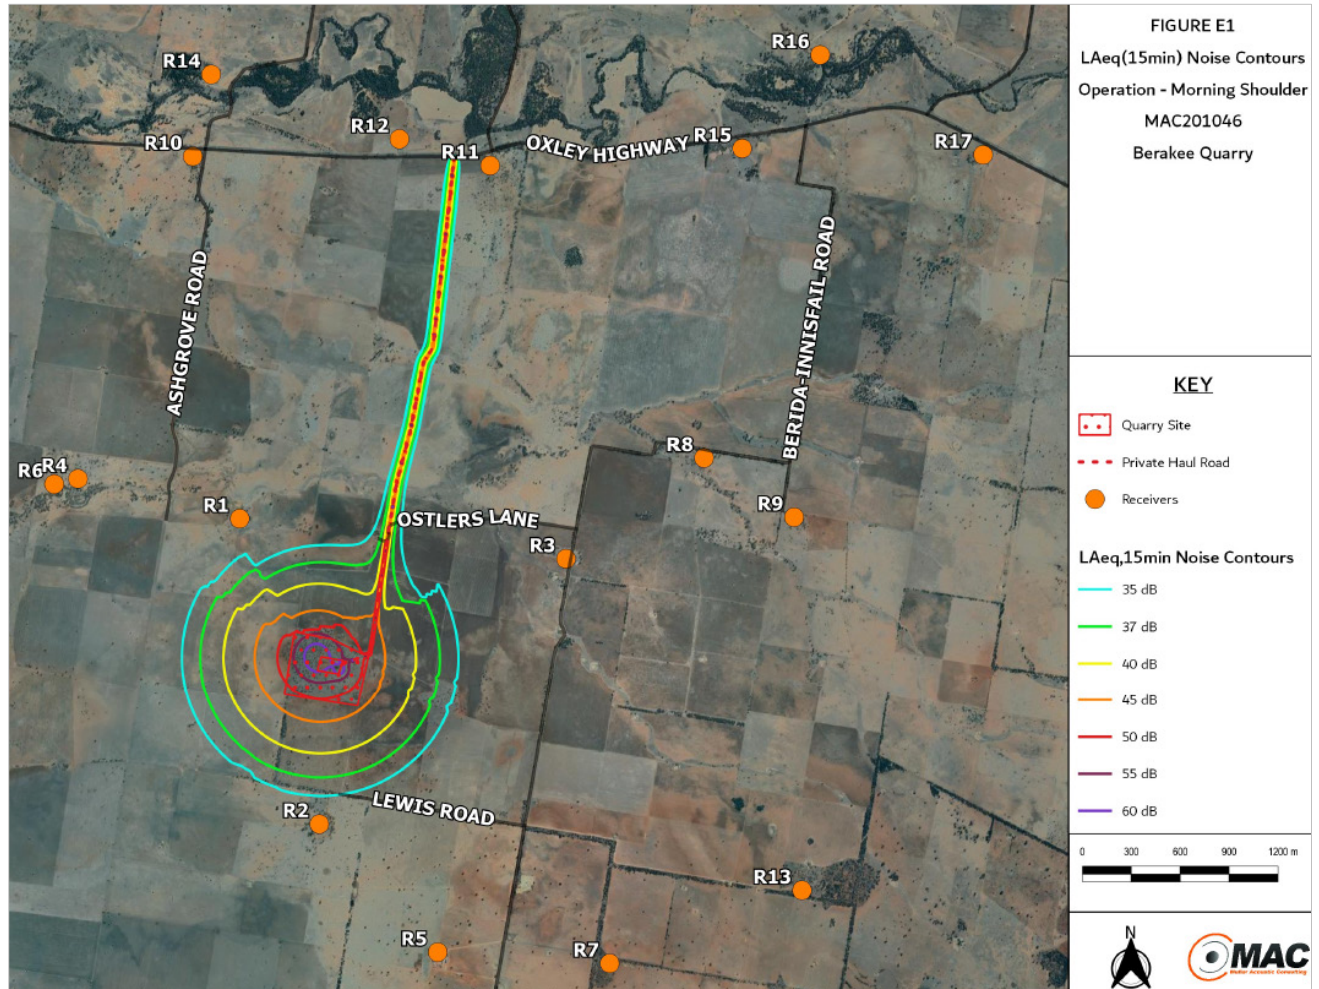 R14
R16
R12
R10
R11
OXLEY HIGHWAY
R15
R17
ASHGROVE ROAD
BERIDA-INNISFAIL ROAD
R8
R6
R4
R1
R9
OSTLERS LANE
R3
R2
LEWIS ROAD
R13
R5
R7
FIGURE E1
LAeq(15min) Noise Contours
Operation - Morning Shoulder
MAC201046
Berakee Quarry
KEY
Quarry Site
Private Haul Road
Receivers
LAeq,15min Noise Contours
35 dB
37 dB
40 dB
45 dB
50 dB
55 dB
60 dB
0 300 600 900 1200 m
N
MAC
Muller Acoustic Consulting